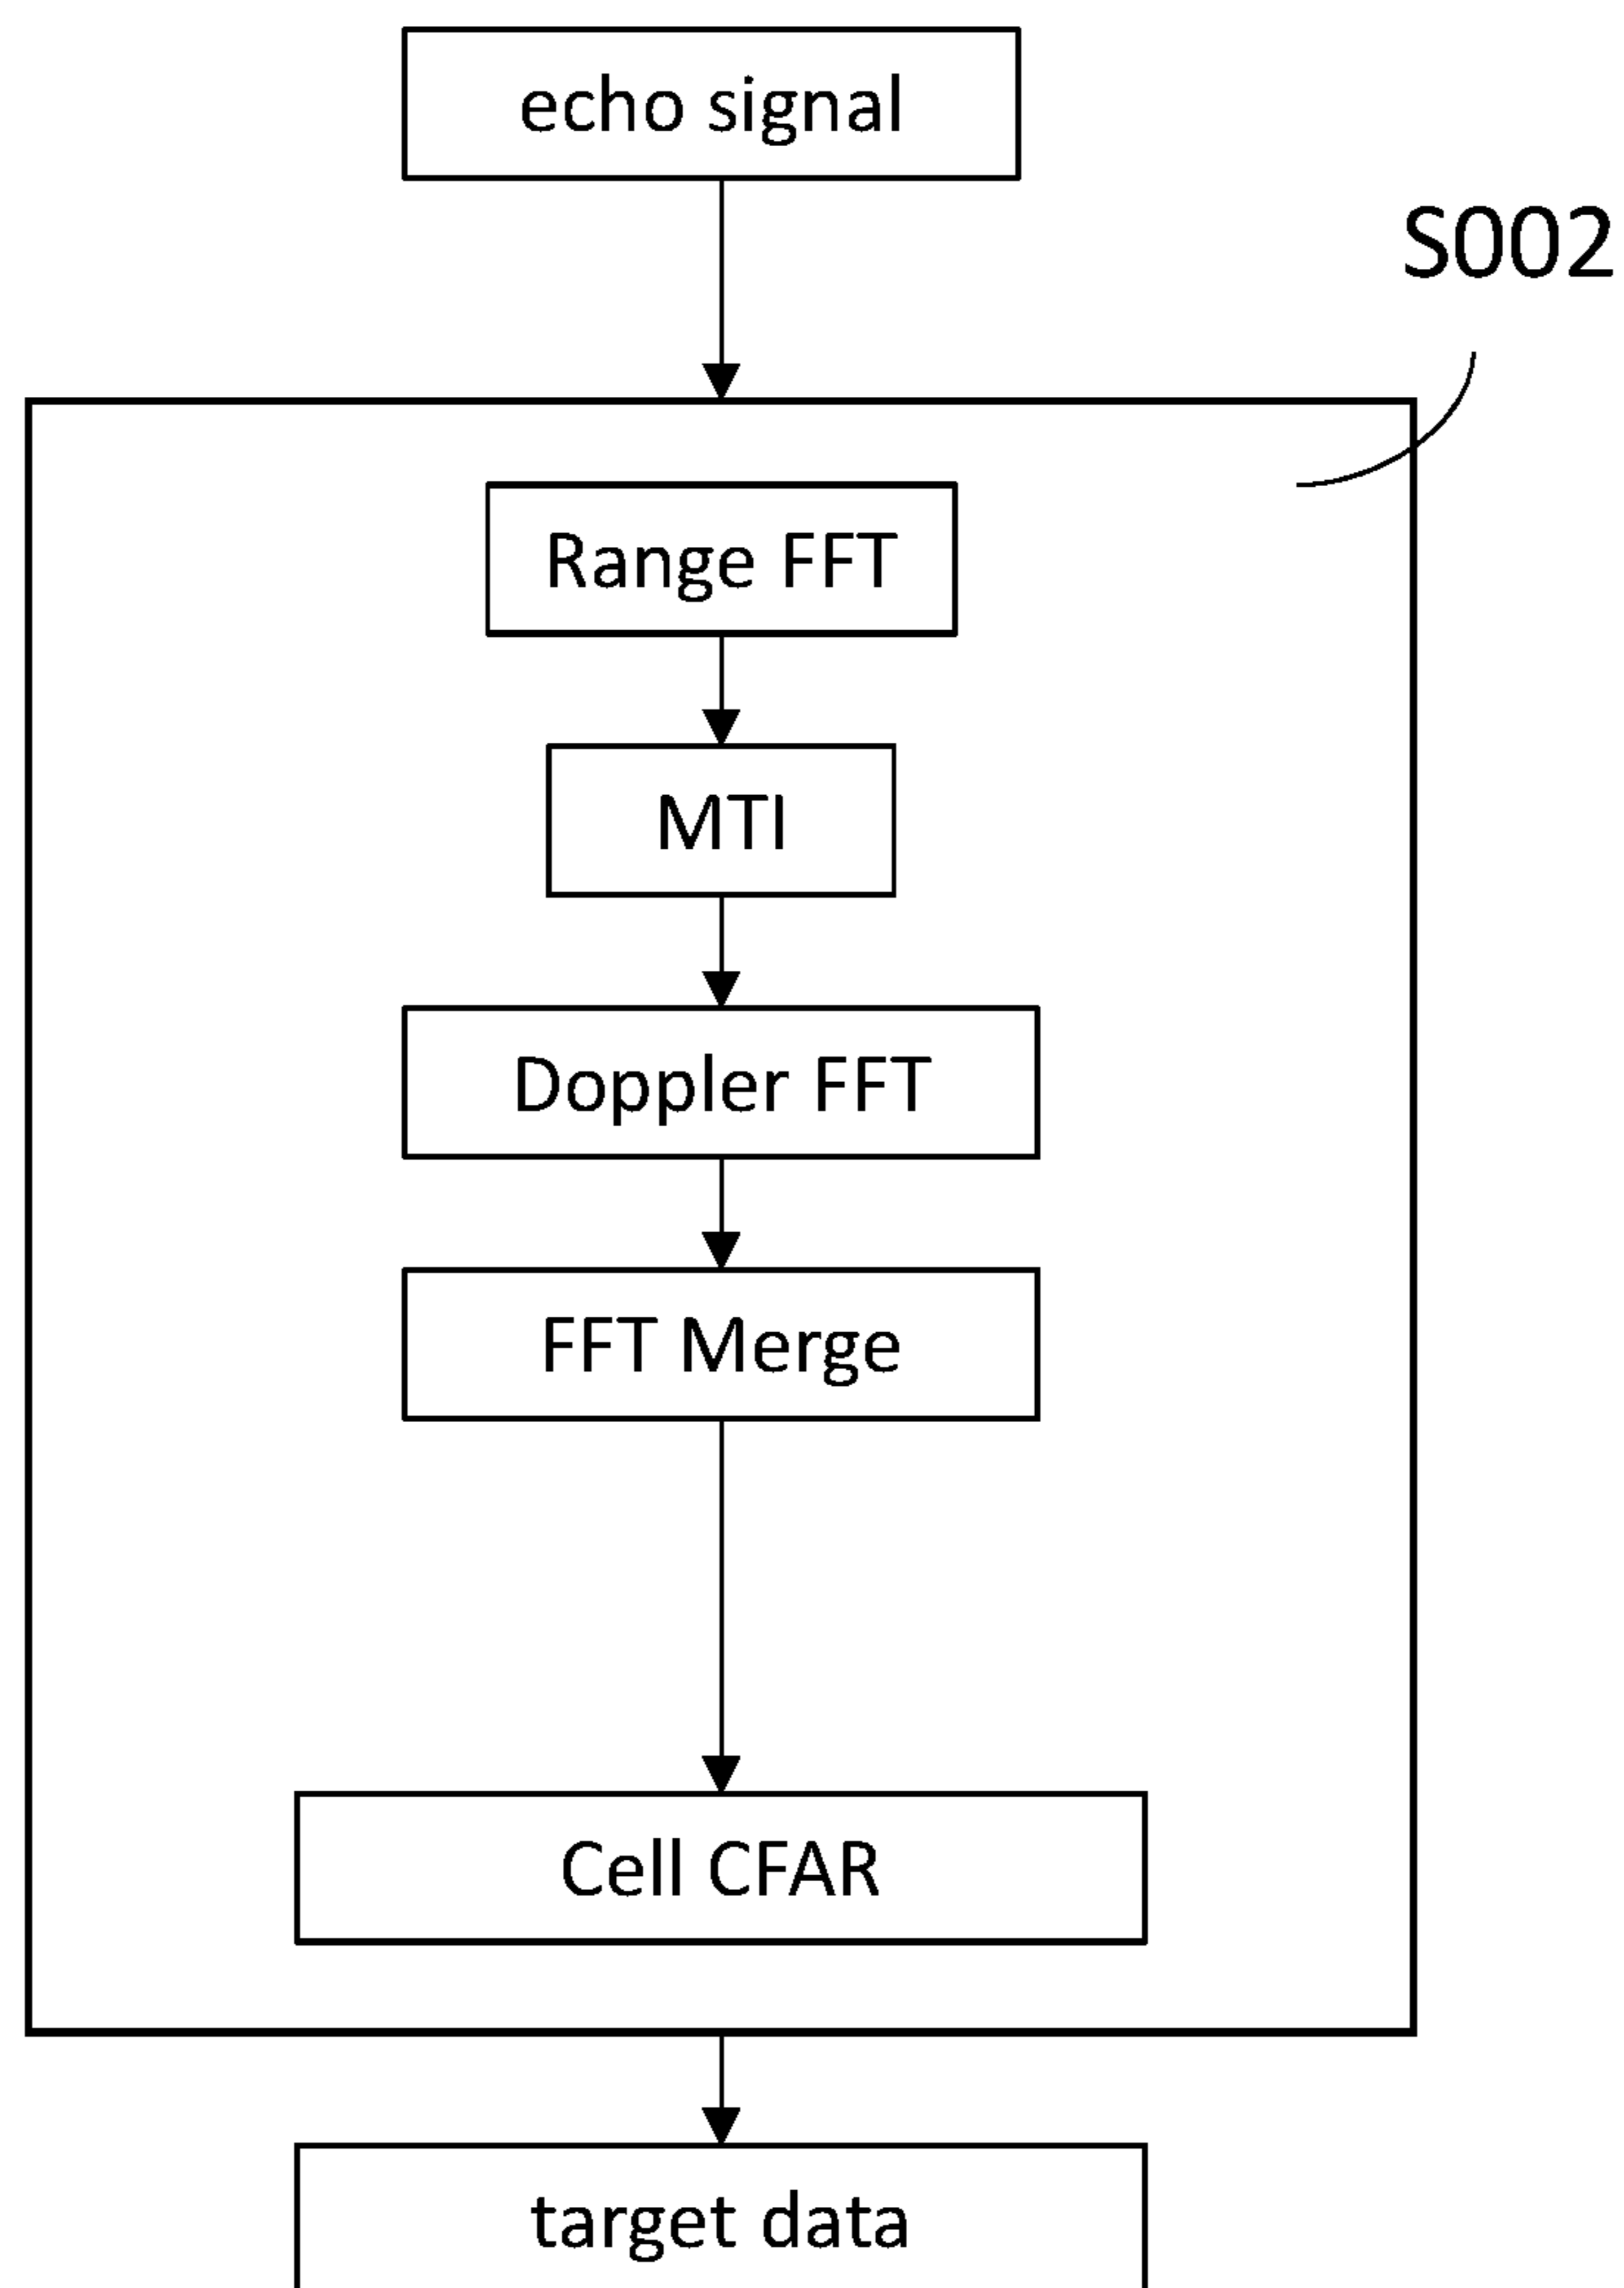 echo signal
S002
Range FFT
MTI
Doppler FFT
FFT Merge
Cell CFAR
target data